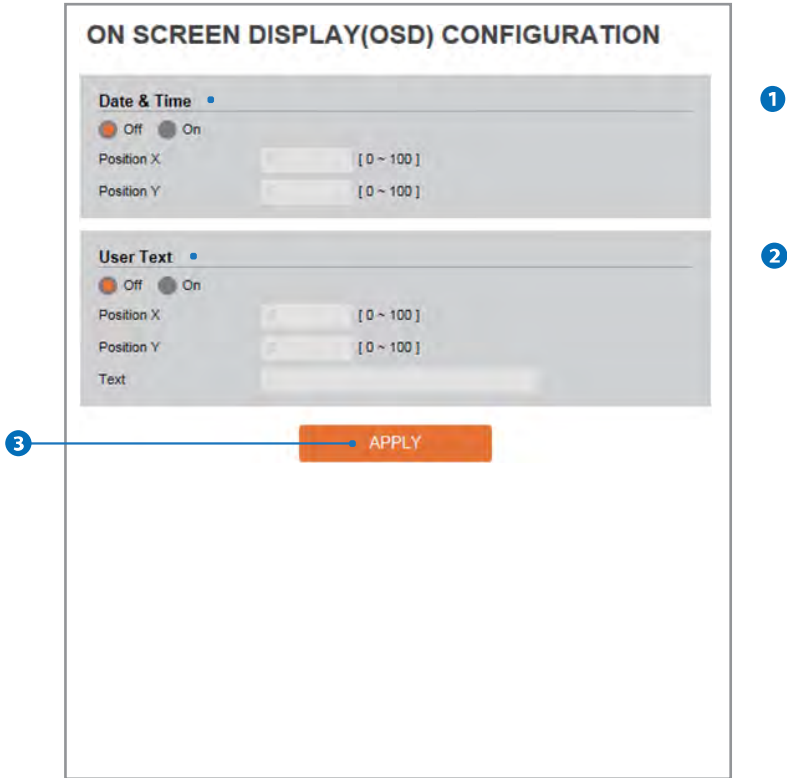 ON SCREEN DISPLAY(OSD) CONFIGURATION
Date & Time
1
Off On
Position X [ 0 ~ 100 ]
Position Y [ 0 ~ 100 ]
User Text
2
Off On
Position X [ 0 ~ 100 ]
Position Y [ 0 ~ 100 ]
Text
3
APPLY